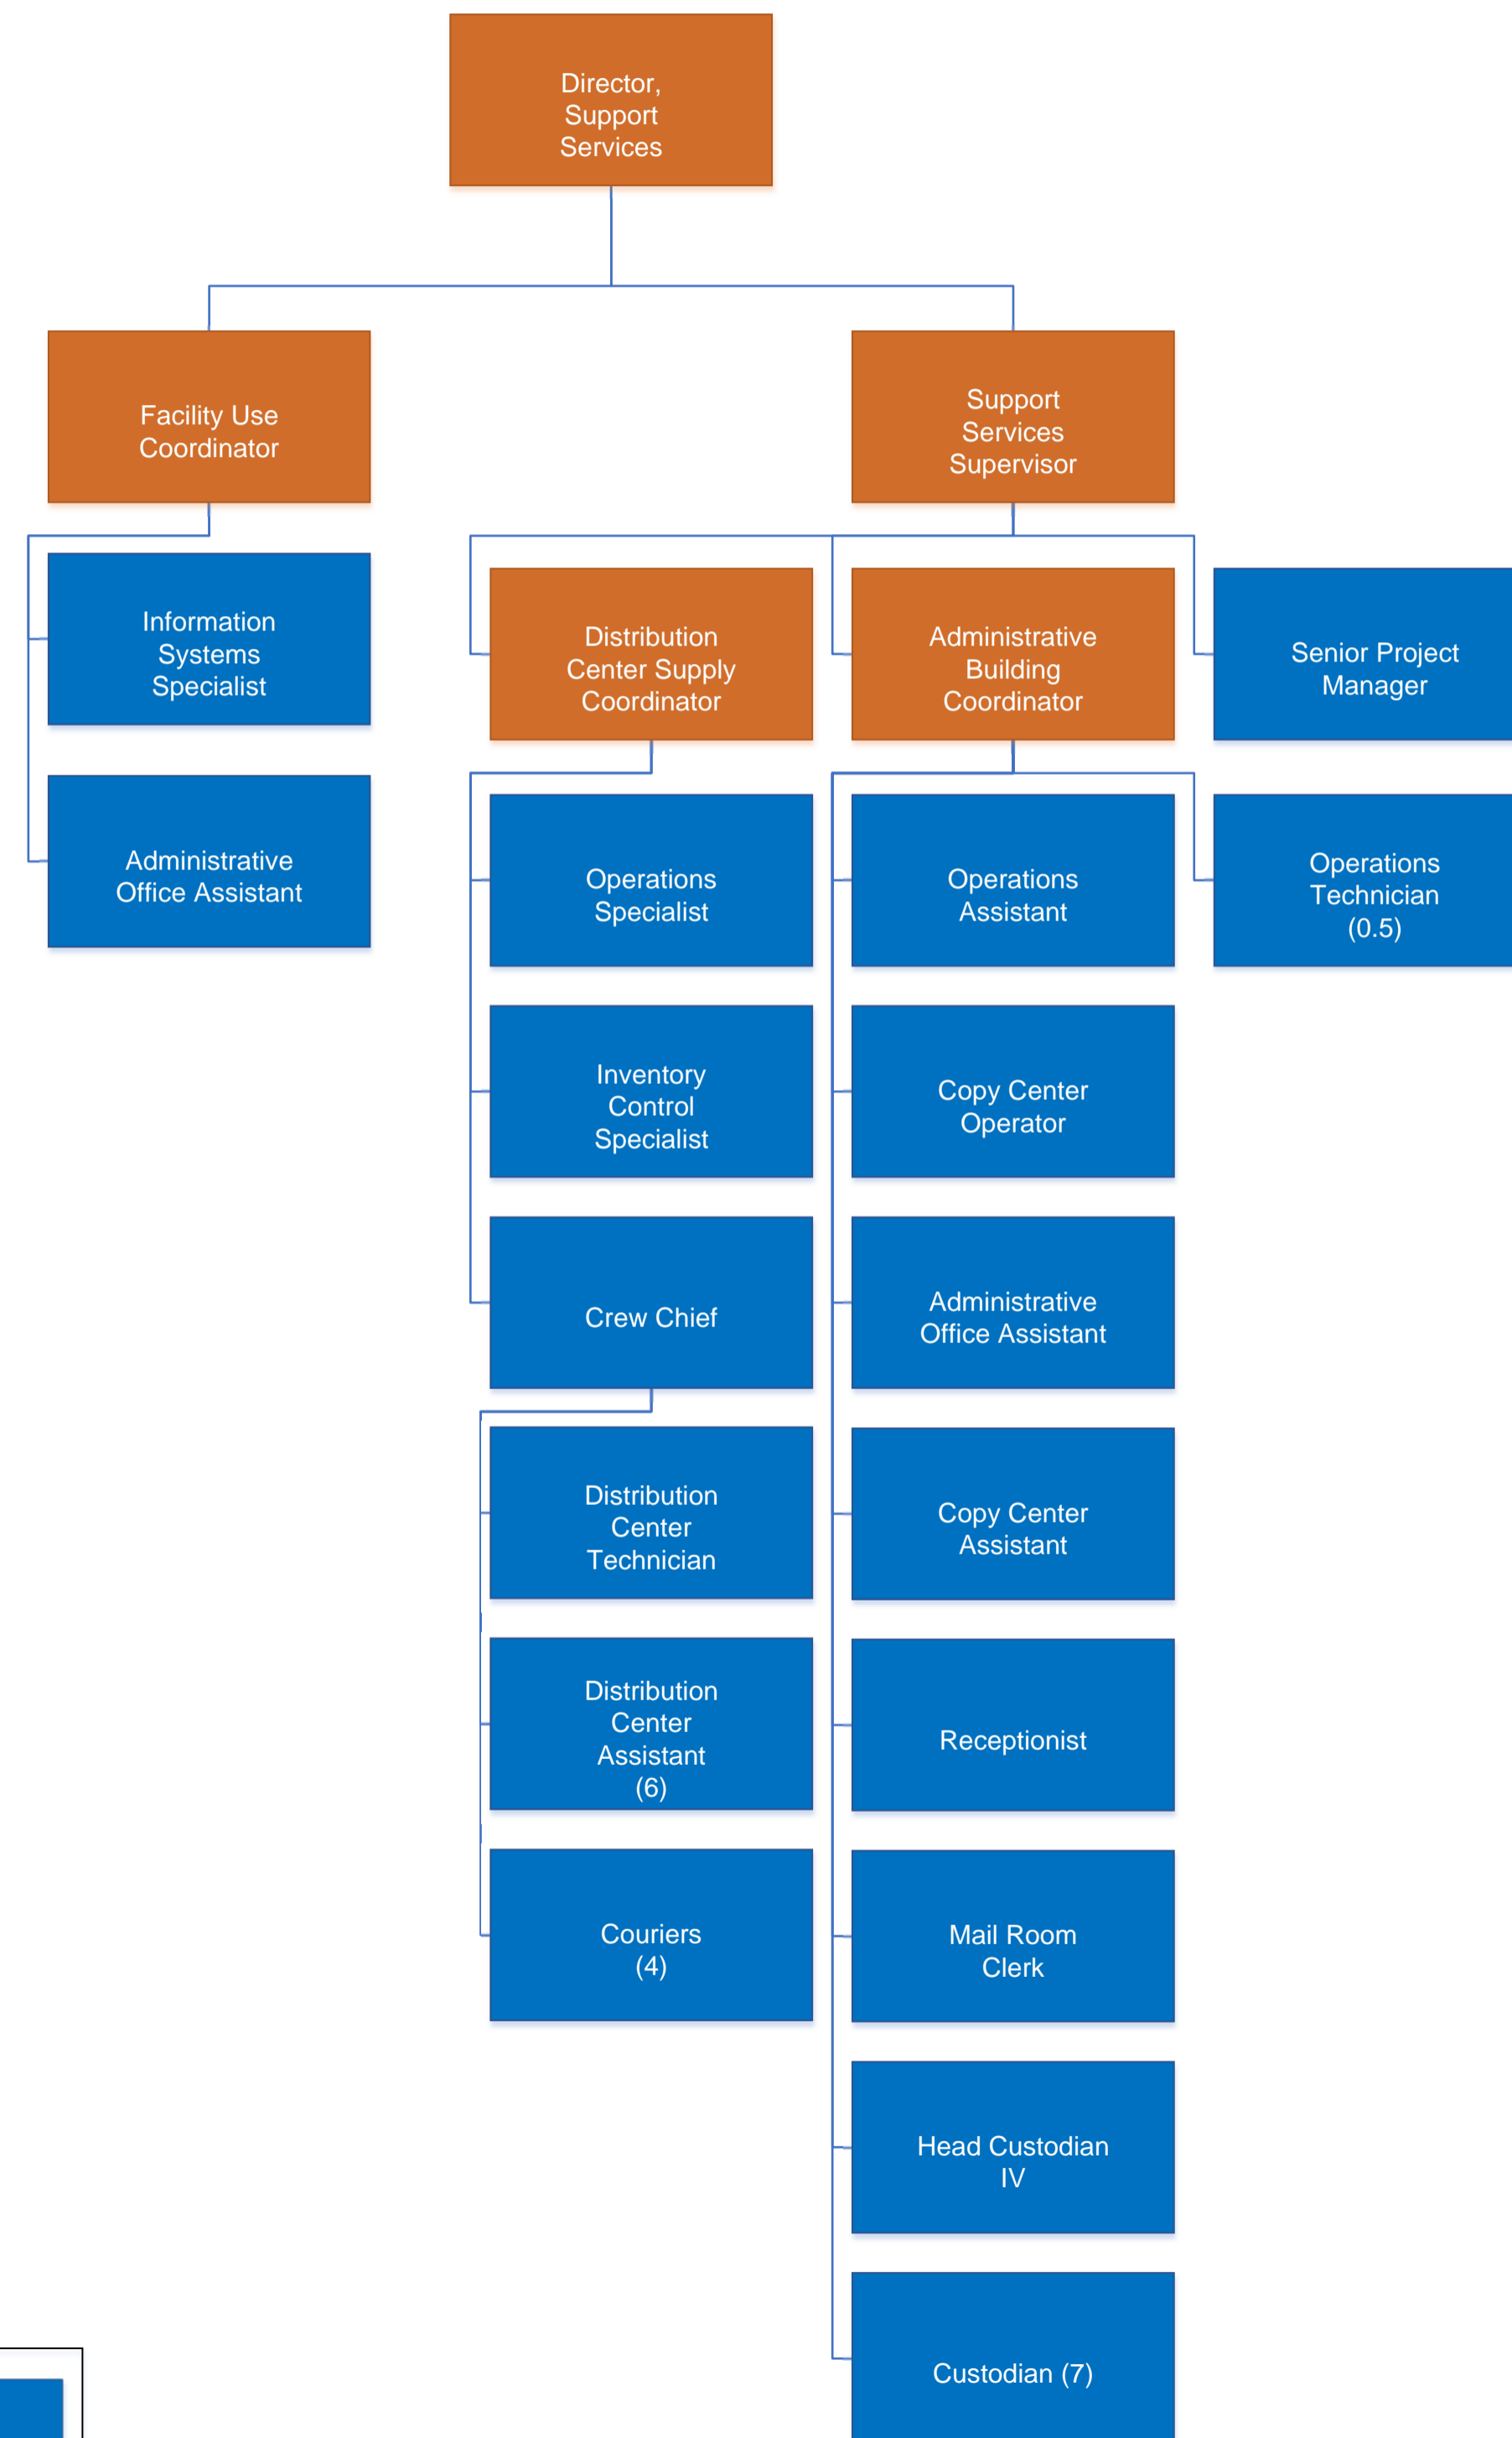 Director,
Support
Services
Facility Use
Coordinator
Support
Services
Supervisor
Information
Systems
Specialist
Administrative
Office Assistant
Distribution
Center Supply
Coordinator
Administrative
Building
Coordinator
Senior Project
Manager
Operations
Specialist
Inventory
Control
Specialist
Crew Chief
Distribution
Center
Technician
Distribution
Center
Assistant
(6)
Couriers
(4)
Operations
Assistant
Copy Center
Operator
Administrative
Office Assistant
Copy Center
Assistant
Receptionist
Mail Room
Clerk
Head Custodian
IV
Custodian (7)
Operations
Technician
(0.5)